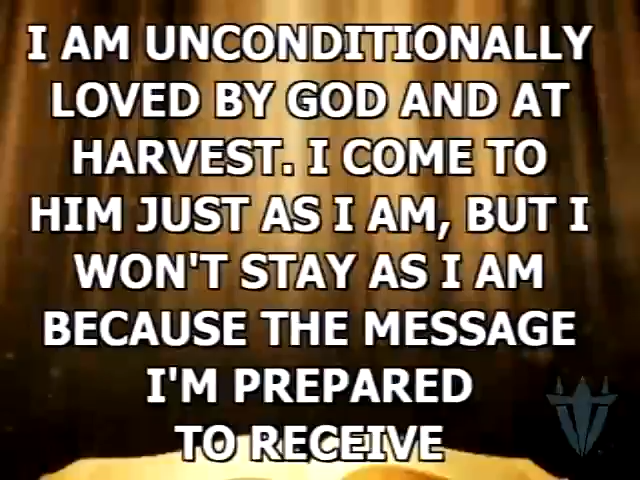 I AM UNCONDITIONALLY
LOVED BY GOD AND AT
HARVEST. I COME TO
HIM JUST AS I AM, BUT I
WON'T STAY AS I AM
BECAUSE THE MESSAGE
I'M PREPARED
TO RECEIVE